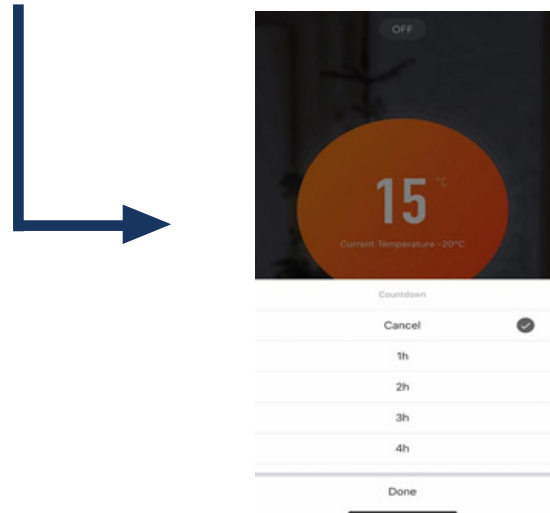 OFF
15 °C
Current Temperature -20°C
Countdown
Cancel
1h
2h
3h
4h
Done